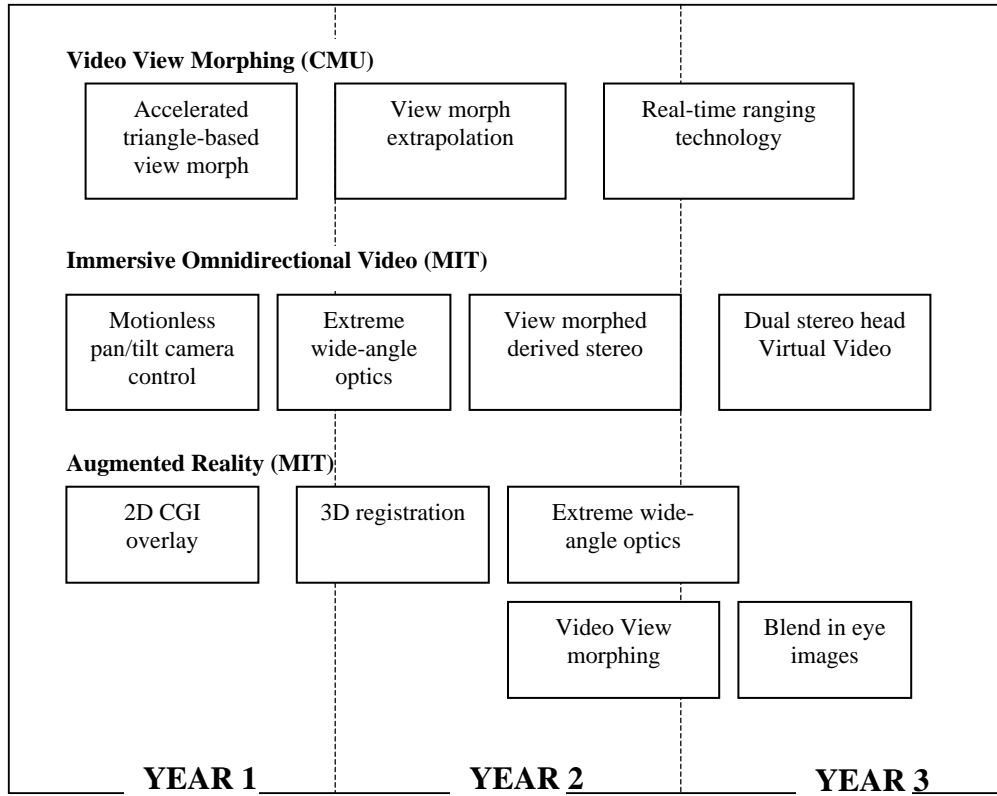 Video View Morphing (CMU)
Accelerated
triangle-based
view morph
View morph
extrapolation
Real-time ranging
technology
Immersive Omnidirectional Video (MIT)
Motionless
pan/tilt camera
control
Extreme
wide-angle
optics
View morphed
derived stereo
Dual stereo head
Virtual Video
Augmented Reality (MIT)
2D CGI
overlay
3D registration
Extreme wide-
angle optics
Video View
morphing
Blend in eye
images
YEAR 1
YEAR 2
YEAR 3